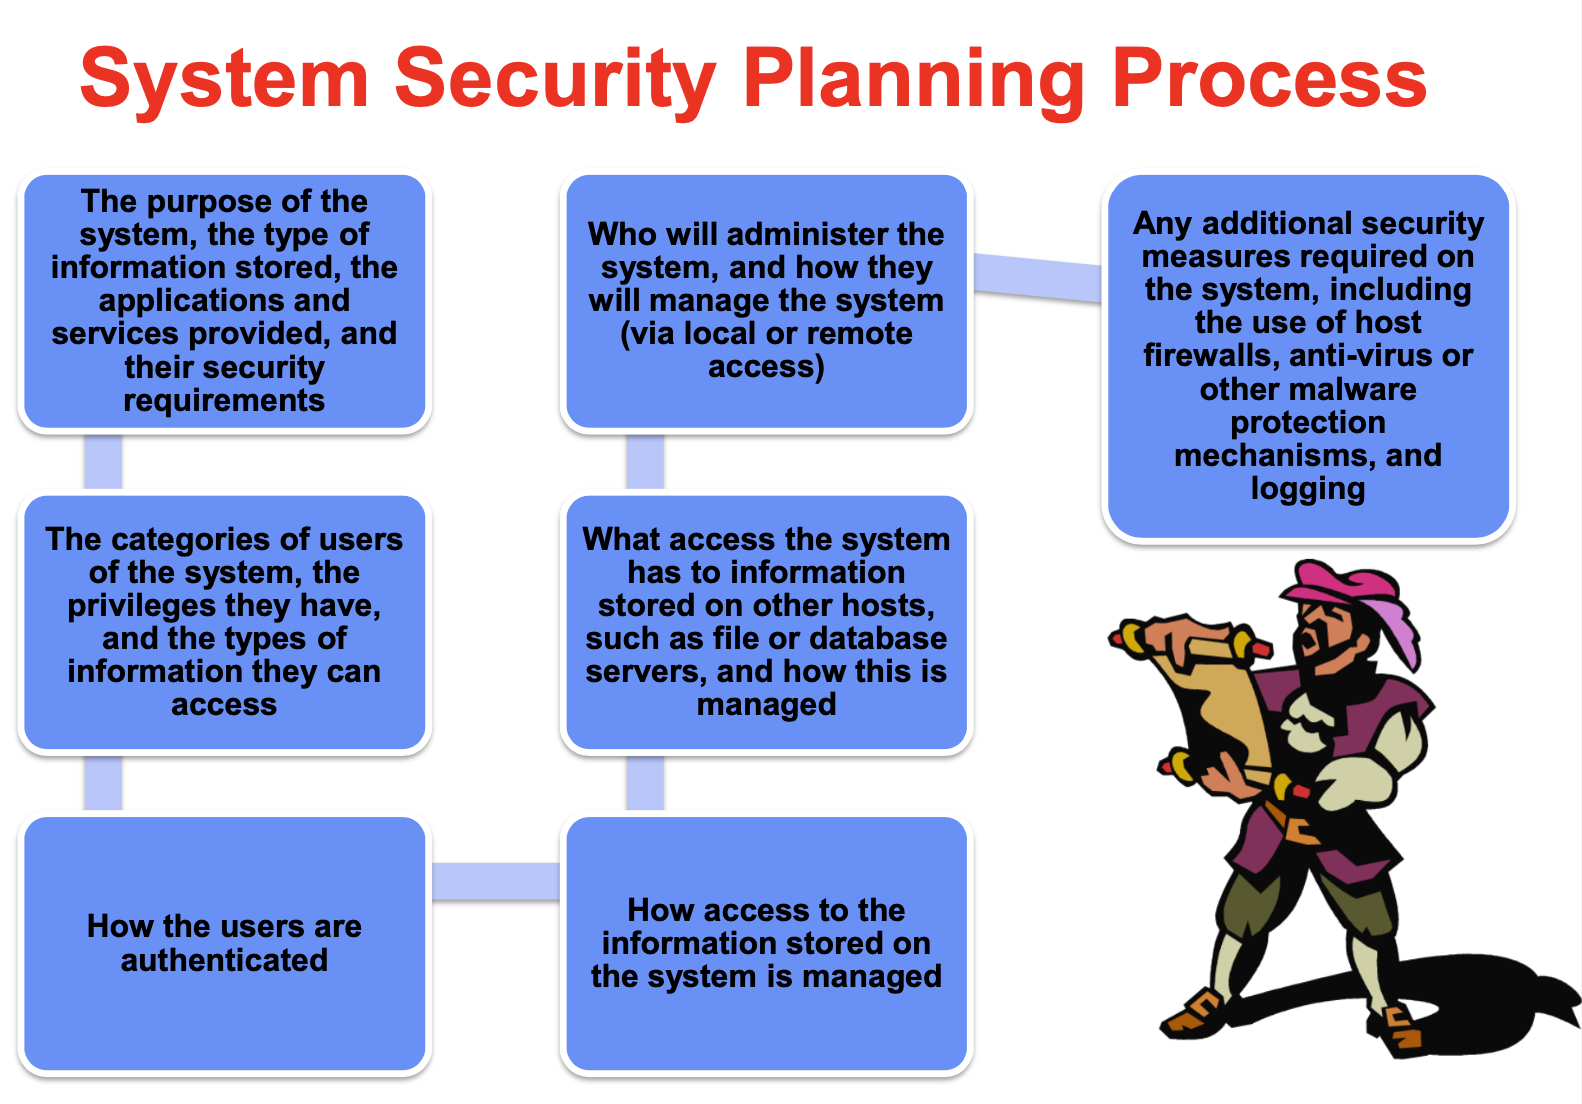 System Security Planning Process
The purpose of the
system, the type of
information stored, the
applications and
services provided, and
their security
requirements
The categories of users
of the system, the
privileges they have,
and the types of
information they can
access
How the users are
authenticated
How access to the
information stored on
the system is managed
What access the system
has to information
stored on other hosts,
such as file or database
servers, and how this is
managed
Who will administer the
system, and how they
will manage the system
(via local or remote
access)
Any additional security
measures required on
the system, including
the use of host
firewalls, anti-virus or
other malware
protection
mechanisms, and
logging